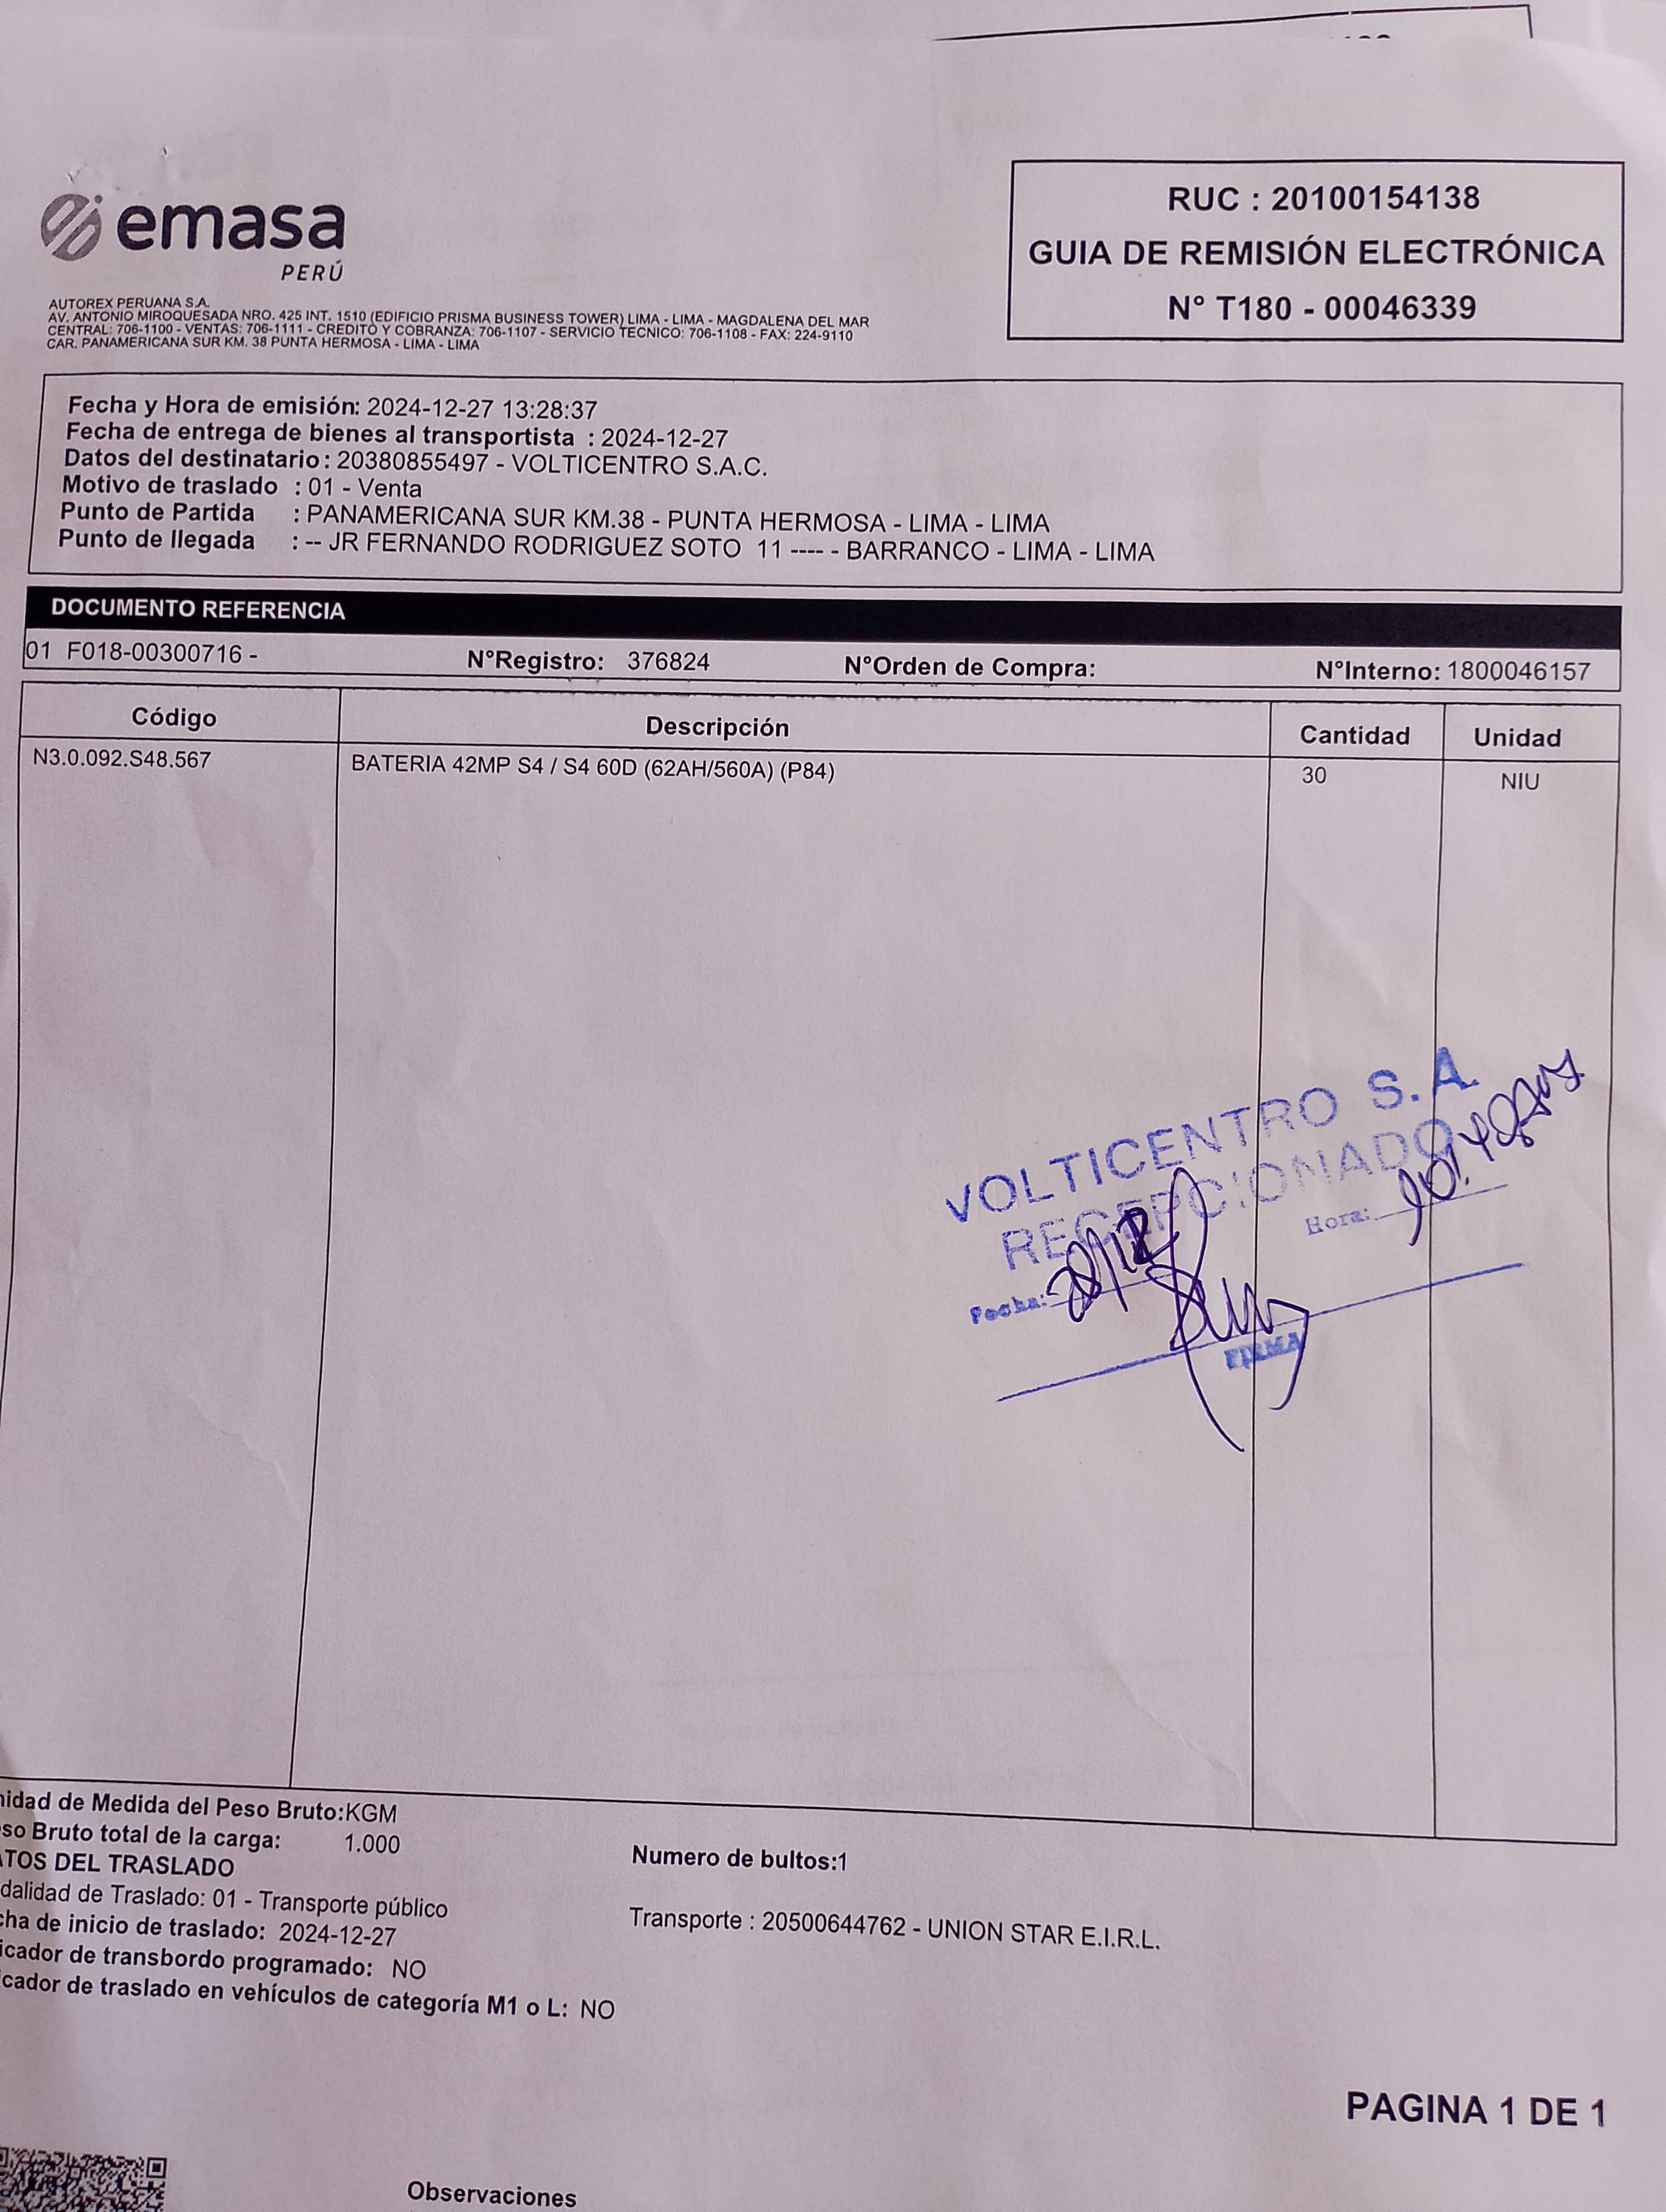 emasa
PERÚ
RUC : 20100154138
GUIA DE REMISIÓN ELECTRÓNICA
N° T180 - 00046339
AUTOREX PERUANA S.A.
AV. ANTONIO MIROQUESADA NRO. 425 INT. 1510 (EDIFICIO PRISMA BUSINESS TOWER) LIMA - LIMA - MAGDALENA DEL MAR
CENTRAL: 706-1100 - VENTAS: 706-1111 - CREDITO Y COBRANZA: 706-1107 - SERVICIO TECNICO: 706-1108 - FAX: 224-9110
CAR. PANAMERICANA SUR KM. 38 PUNTA HERMOSA - LIMA - LIMA
Fecha y Hora de emisión: 2024-12-27 13:28:37
Fecha de entrega de bienes al transportista : 2024-12-27
Datos del destinatario: 20380855497 - VOLTICENTRO S.A.C.
Motivo de traslado : 01 - Venta
Punto de Partida : PANAMERICANA SUR KM.38 - PUNTA HERMOSA - LIMA - LIMA
Punto de llegada : -- JR FERNANDO RODRIGUEZ SOTO 11 ---- - BARRANCO - LIMA - LIMA
DOCUMENTO REFERENCIA
01 F018-00300716 - N°Registro: 376824 N°Orden de Compra: N°Interno: 1800046157
Código Descripción Cantidad Unidad
N3.0.092.S48.567 BATERIA 42MP S4 / S4 60D (62AH/560A) (P84) 30 NIU
VOLTICENTRO S.A.
RECEPCIONADO
Fecha: 28/12 Hora:
FIRMA
nidad de Medida del Peso Bruto:KGM
so Bruto total de la carga: 1.000
Numero de bultos:1
ATOS DEL TRASLADO
dalidad de Traslado: 01 - Transporte público
Transporte : 20500644762 - UNION STAR E.I.R.L.
cha de inicio de traslado: 2024-12-27
icador de transbordo programado: NO
cador de traslado en vehículos de categoría M1 o L: NO
PAGINA 1 DE 1
Observaciones